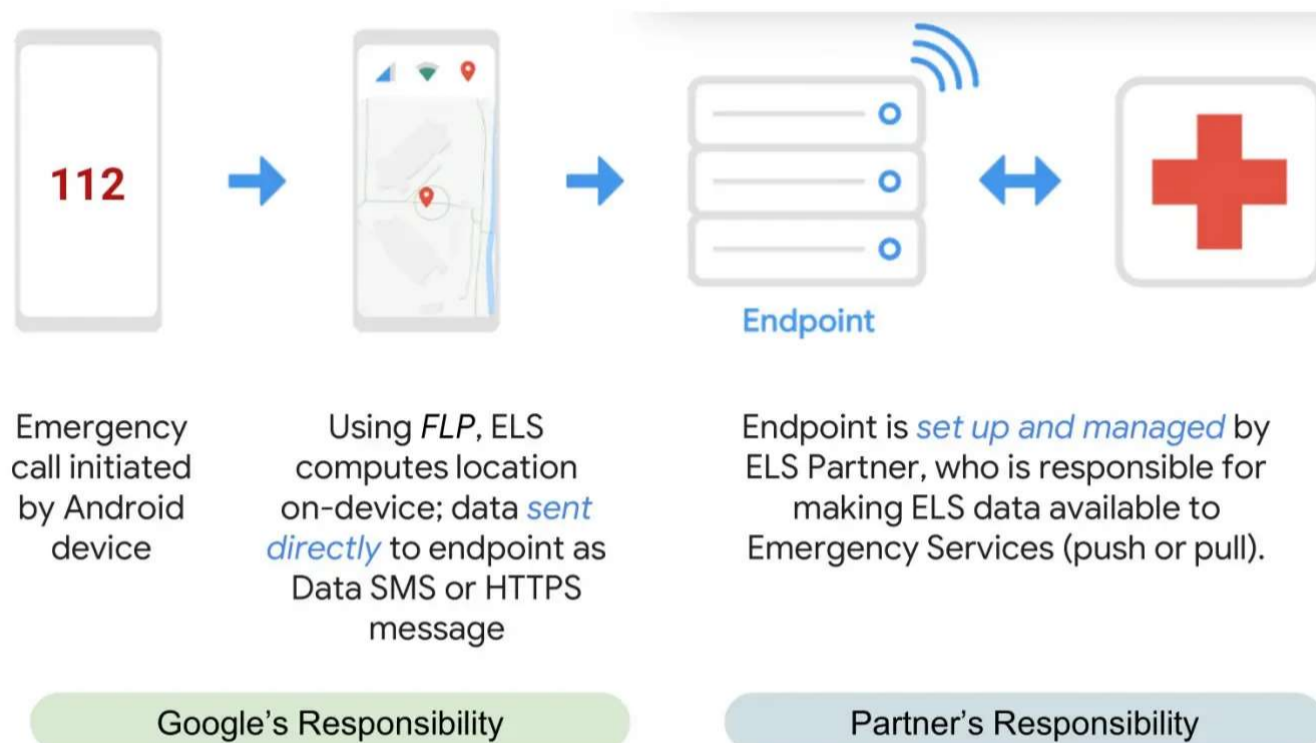 112
Endpoint
Emergency
call initiated
by Android
device
Using FLP, ELS
computes location
on-device; data sent
directly to endpoint as
Data SMS or HTTPS
message
Endpoint is set up and managed by
ELS Partner, who is responsible for
making ELS data available to
Emergency Services (push or pull).
Google's Responsibility
Partner's Responsibility